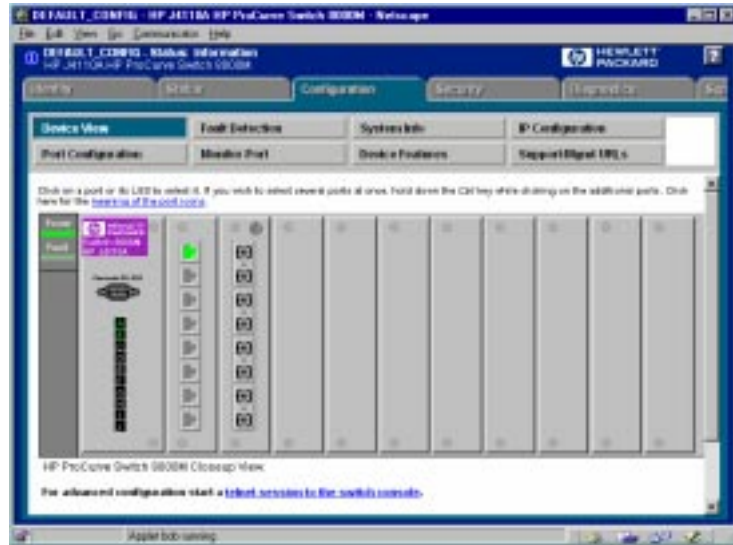 DEFAULT_CONFIG - HP J4110A HP ProCurve Switch 8000M - Netscape
File Edit View Go Communicator Help
DEFAULT_CONFIG - Status: Information
HP J4110A HP ProCurve Switch 8000M
HEWLETT PACKARD
?
Identity Status Configuration Security Diagnostics
Device View Fault Detection System Info IP Configuration
Port Configuration Monitor Port Device Features Support/Mgmt URLs
Click on a port or its LED to select it. If you wish to select several ports at once, hold down the Ctrl key while clicking on the additional ports. Click
here for the meaning of the port icons.
Power
Fault
HEWLETT PACKARD
HP ProCurve Switch 8000M Closeup View
For advanced configuration start a telnet session to the switch console.
Applet bob running